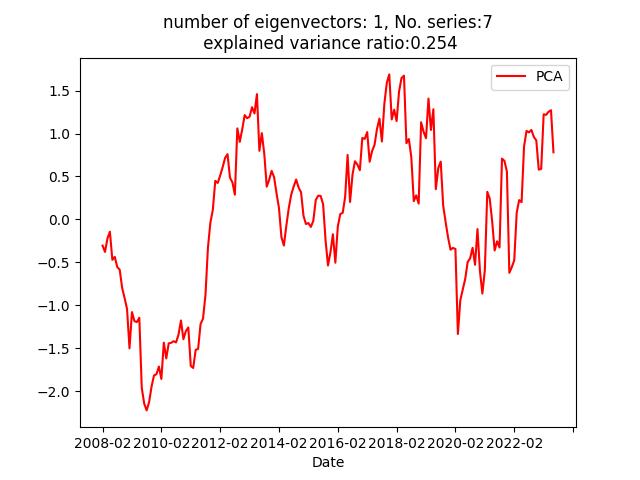 number of eigenvectors: 1, No. series:7
explained variance ratio:0.254
PCA
1.5
1.0
0.5
0.0
−0.5
−1.0
−1.5
−2.0
2008-02 2010-02 2012-02 2014-02 2016-02 2018-02 2020-02 2022-02
Date